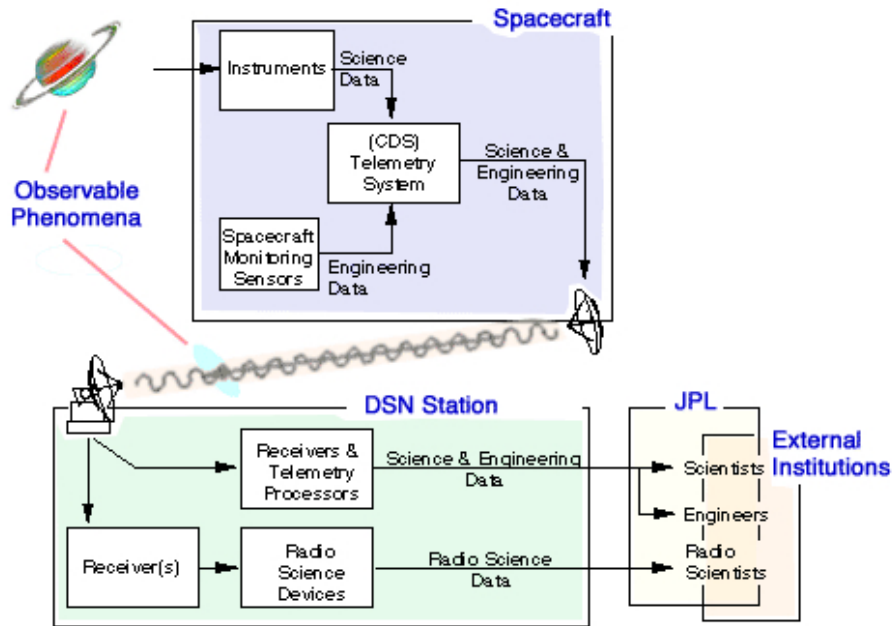 Spacecraft
Instruments
Science
Data
(CDS)
Telemetry
System
Science &
Engineering
Data
Observable
Phenomena
Spacecraft
Monitoring
Sensors
Engineering
Data
DSN Station
JPL
External
Institutions
Receivers &
Telemetry
Processors
Science & Engineering
Data
Scientists
Engineers
Receiver(s)
Radio
Science
Devices
Radio Science
Data
Radio
Scientists